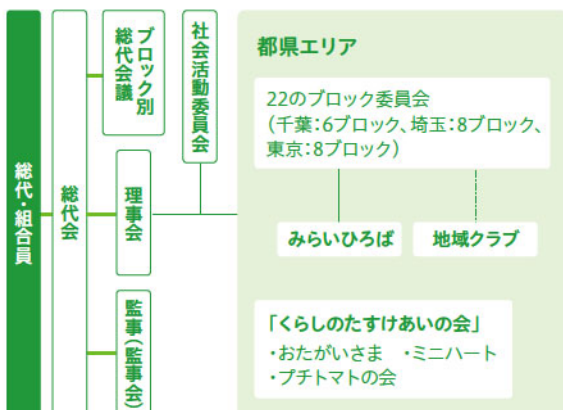 総代・組合員
総代会
ブロック別
総代会議
理事会
監事(監事会)
社会活動委員会
都県エリア
22のブロック委員会
(千葉:6ブロック、埼玉:8ブロック、
東京:8ブロック)
みらいひろば
地域クラブ
「くらしのたすけあいの会」
・おたがいさま ・ミニハート
・プチトマトの会